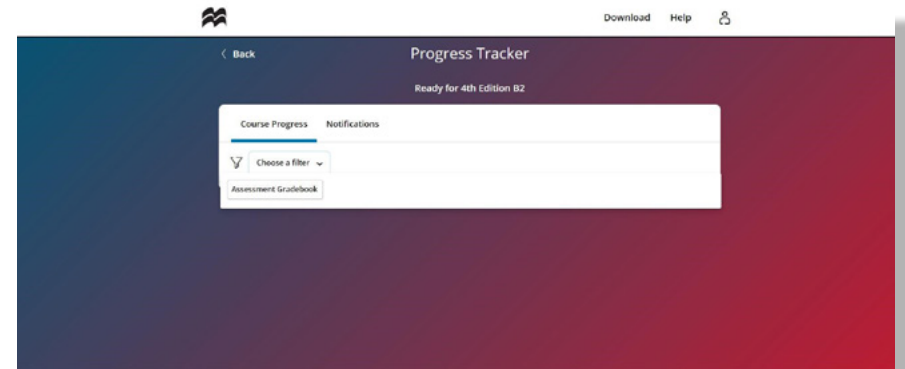 Download Help
Back Progress Tracker
Ready for 4th Edition B2
Course Progress Notifications
Choose a filter
Assessment Gradebook